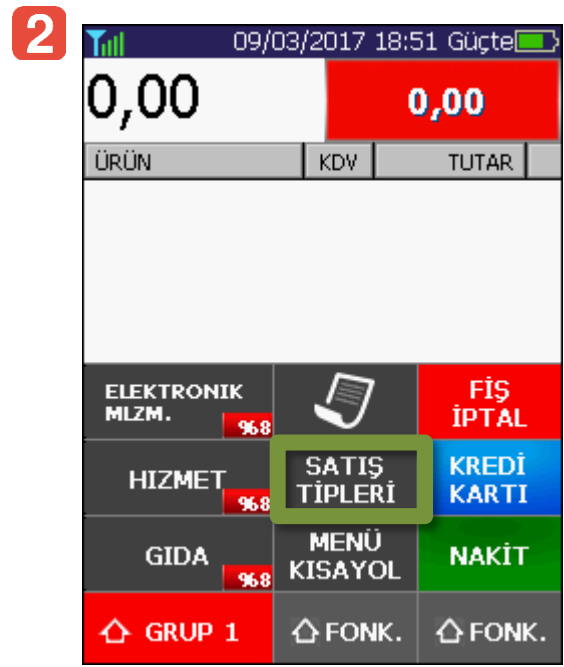 2
09/03/2017 18:51 Güçte
0,00
0,00
ÜRÜN KDV TUTAR
ELEKTRONIK
MLZM.
%8
FİŞ
İPTAL
HIZMET
%8
SATIŞ
TİPLERİ
KREDİ
KARTI
GIDA
%8
MENÜ
KISAYOL
NAKİT
GRUP 1
FONK.
FONK.